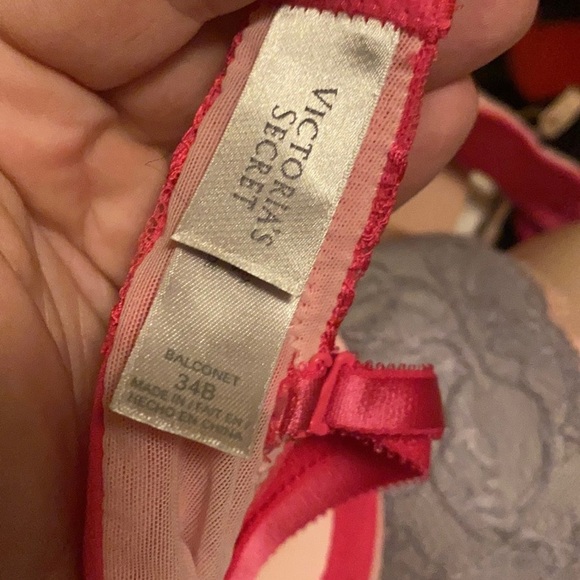 VICTORIA'S
SECRET
BALCONET
34B
MADE IN / FAIT EN /
HECHO EN CHINA